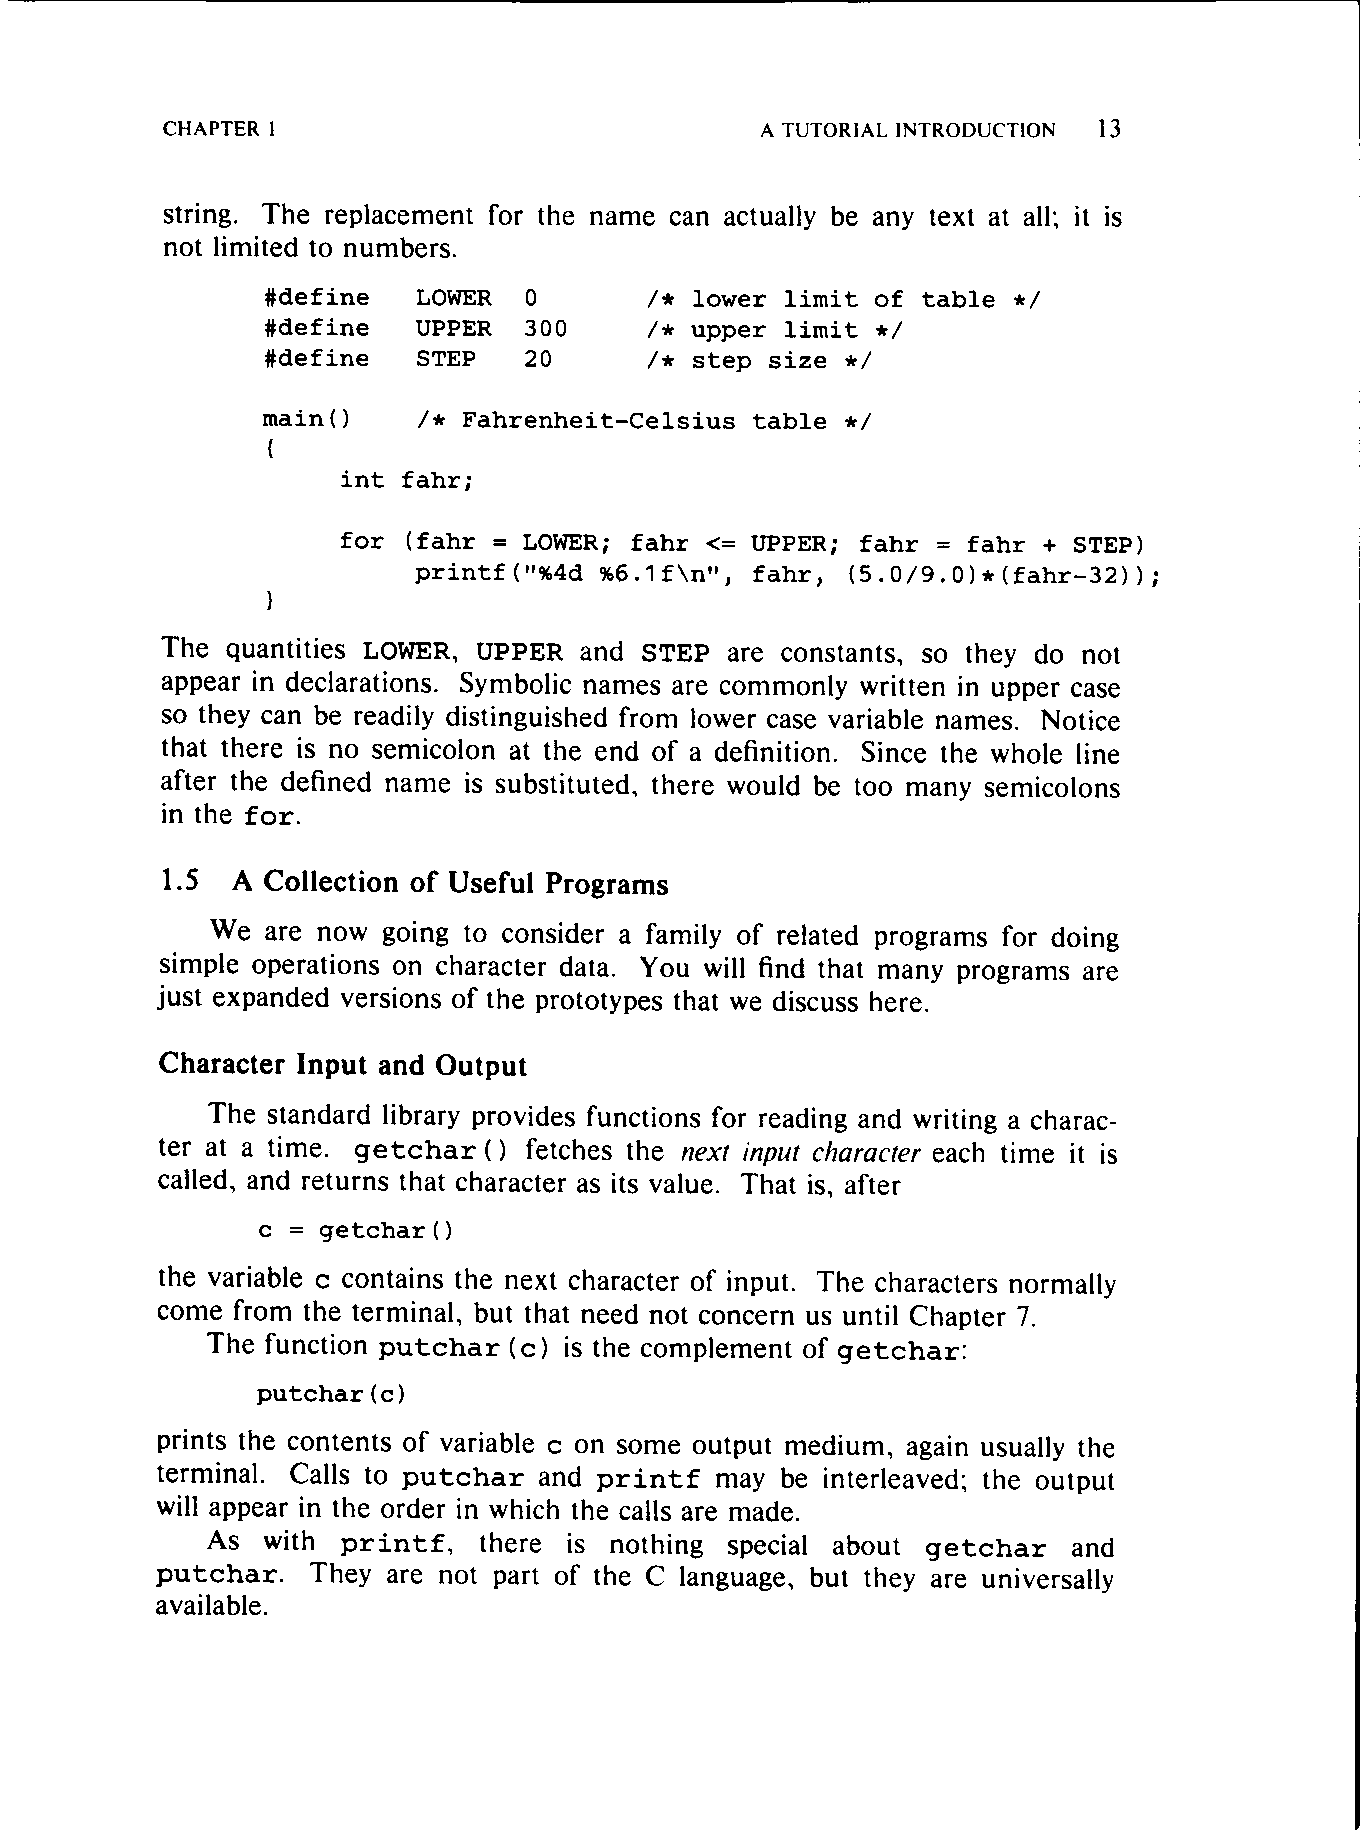 CHAPTER 1 A TUTORIAL INTRODUCTION 13
string. The replacement for the name can actually be any text at all; it is
not limited to numbers.
#define LOWER 0 /* lower limit of table */
#define UPPER 300 /* upper limit */
#define STEP 20 /* step size */
main() /* Fahrenheit-Celsius table */
{
int fahr;
for (fahr = LOWER; fahr <= UPPER; fahr = fahr + STEP)
printf("%4d %6.1f\n", fahr, (5.0/9.0)*(fahr-32));
}
The quantities LOWER, UPPER and STEP are constants, so they do not
appear in declarations. Symbolic names are commonly written in upper case
so they can be readily distinguished from lower case variable names. Notice
that there is no semicolon at the end of a definition. Since the whole line
after the defined name is substituted, there would be too many semicolons
in the for.
1.5 A Collection of Useful Programs
We are now going to consider a family of related programs for doing
simple operations on character data. You will find that many programs are
just expanded versions of the prototypes that we discuss here.
Character Input and Output
The standard library provides functions for reading and writing a charac-
ter at a time. getchar() fetches the next input character each time it is
called, and returns that character as its value. That is, after
c = getchar()
the variable c contains the next character of input. The characters normally
come from the terminal, but that need not concern us until Chapter 7.
The function putchar(c) is the complement of getchar:
putchar(c)
prints the contents of variable c on some output medium, again usually the
terminal. Calls to putchar and printf may be interleaved; the output
will appear in the order in which the calls are made.
As with printf, there is nothing special about getchar and
putchar. They are not part of the C language, but they are universally
available.